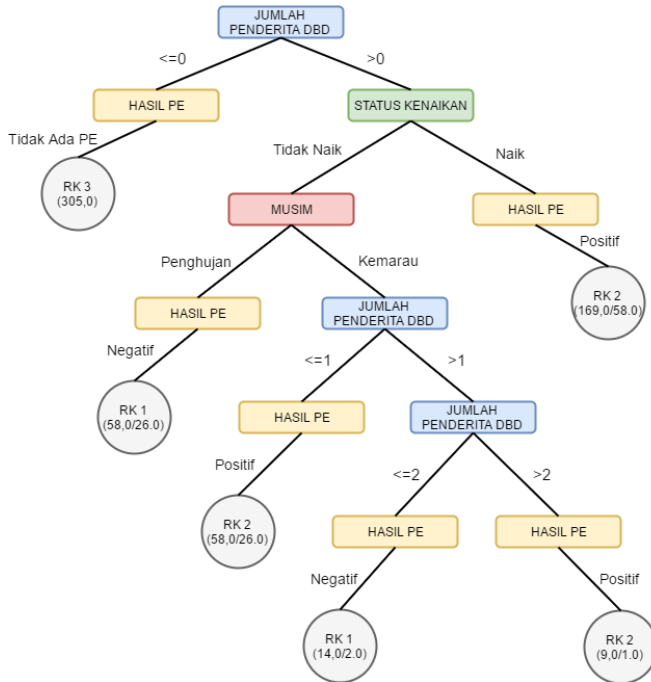 JUMLAH
PENDERITA DBD
<=0
>0
HASIL PE
STATUS KENAIKAN
Tidak Ada PE
Tidak Naik
Naik
RK 3
(305,0)
MUSIM
HASIL PE
Positif
Penghujan
Kemarau
RK 2
(169,0/58.0)
HASIL PE
JUMLAH
PENDERITA DBD
Negatif
<=1
>1
RK 1
(58,0/26.0)
HASIL PE
JUMLAH
PENDERITA DBD
Positif
<=2
>2
RK 2
(58,0/26.0)
HASIL PE
HASIL PE
Negatif
Positif
RK 1
(14,0/2.0)
RK 2
(9,0/1.0)